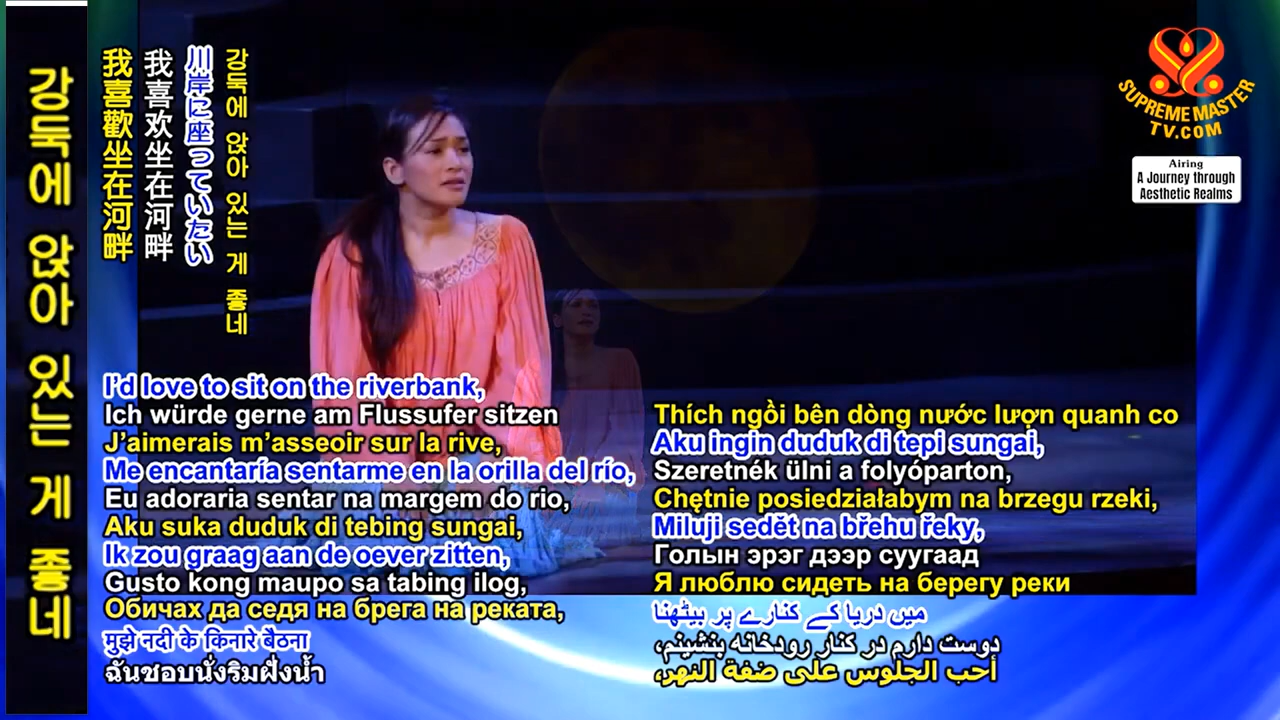 강둑에 앉아 있는 게 좋네
我喜歡坐在河畔
我喜欢坐在河畔
川岸に座っていたい
강둑에 앉아 있는 게 좋네
SUPREME MASTER
TV.COM
Airing
A Journey through
Aesthetic Realms
I'd love to sit on the riverbank,
Ich würde gerne am Flussufer sitzen
J'aimerais m'asseoir sur la rive,
Me encantaría sentarme en la orilla del río,
Eu adoraria sentar na margem do rio,
Aku suka duduk di tebing sungai,
Ik zou graag aan de oever zitten,
Gusto kong maupo sa tabing ilog,
Обичах да седя на брега на реката,
मुझे नदी के किनारे बैठना
ฉันชอบนั่งริมฝั่งน้ำ
Thích ngồi bên dòng nước lượn quanh co
Aku ingin duduk di tepi sungai,
Szeretnék ülni a folyóparton,
Chętnie posiedziałabym na brzegu rzeki,
Miluji sedět na břehu řeky,
Голын эрэг дээр суугаад
Я люблю сидеть на берегу реки
میں دریا کے کنارے پر بیٹھنا
دوست دارم در کنار رودخانه بنشینم،
أحب الجلوس على ضفة النهر،